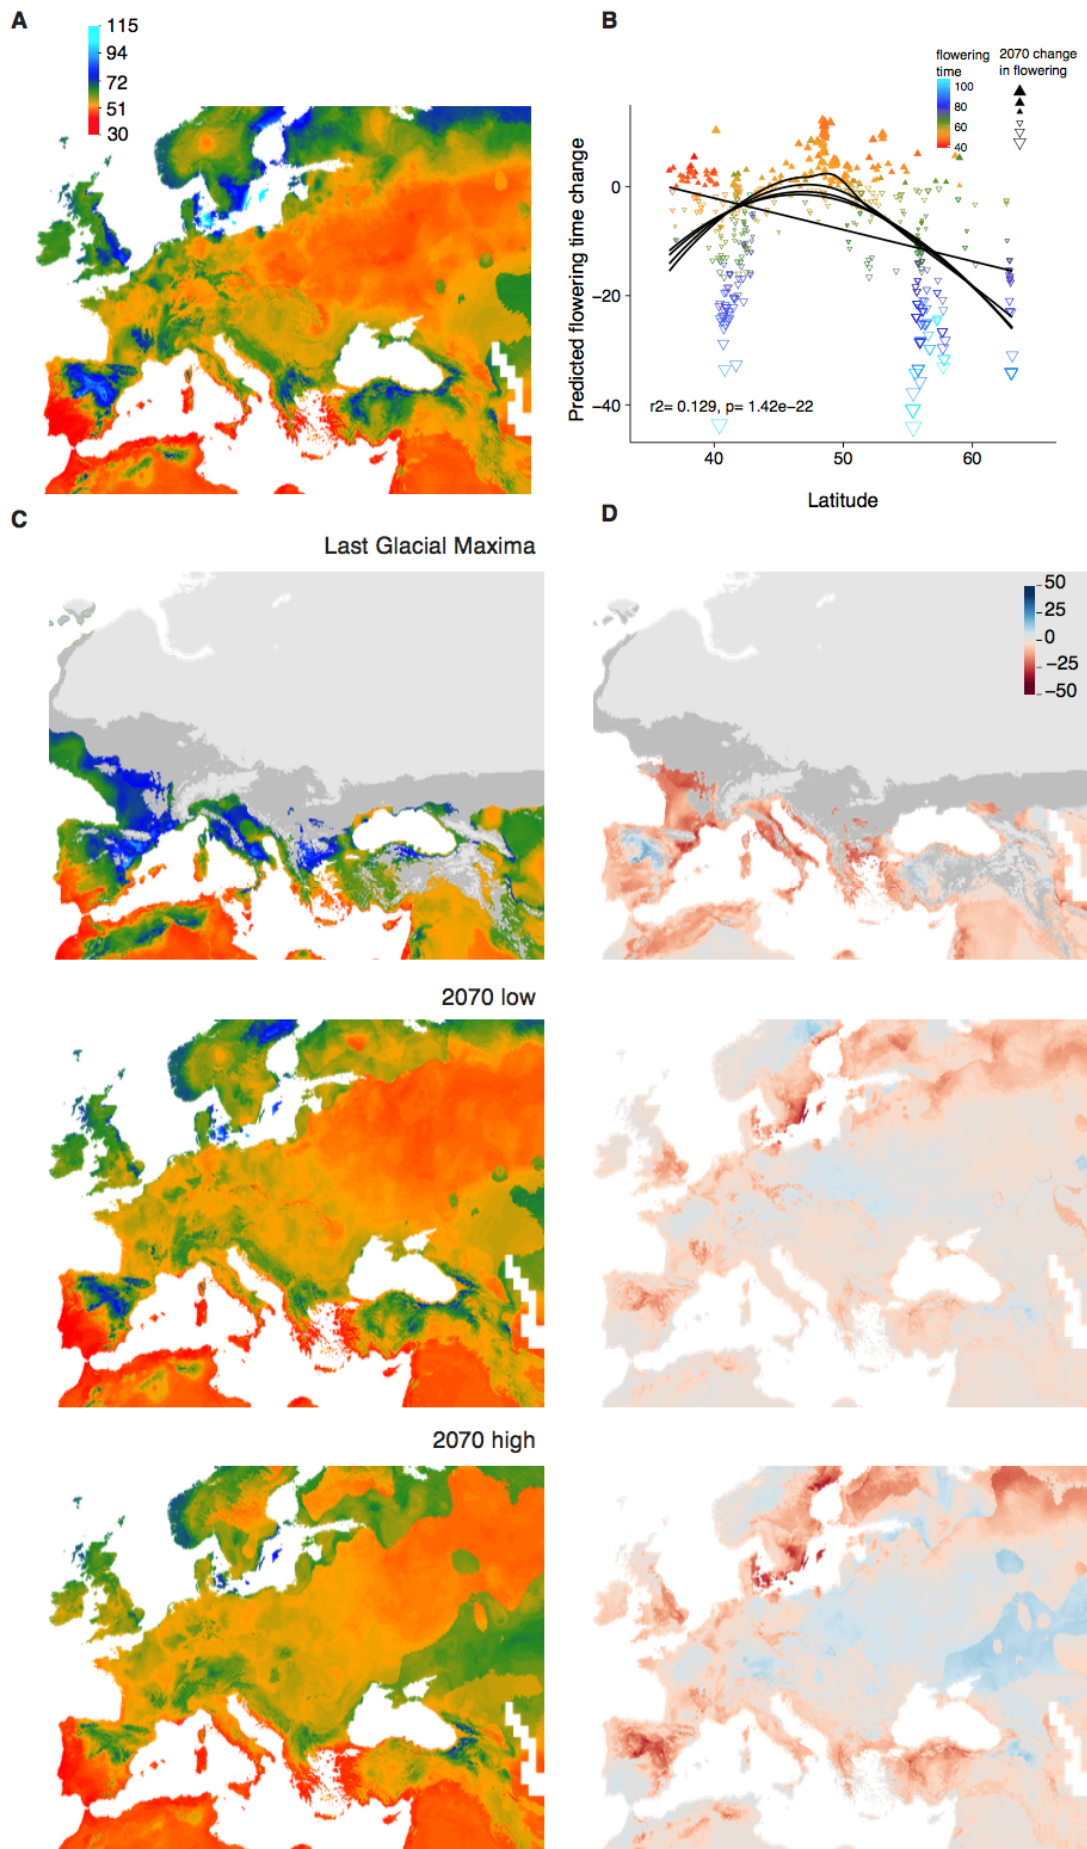 A
115
94
72
51
30
B
flowering
time
100
80
60
40
2070 change
in flowering
Predicted flowering time change
0
−20
−40
r2= 0.129, p= 1.42e−22
40
50
60
Latitude
C
Last Glacial Maxima
D
50
25
0
−25
−50
2070 low
2070 high